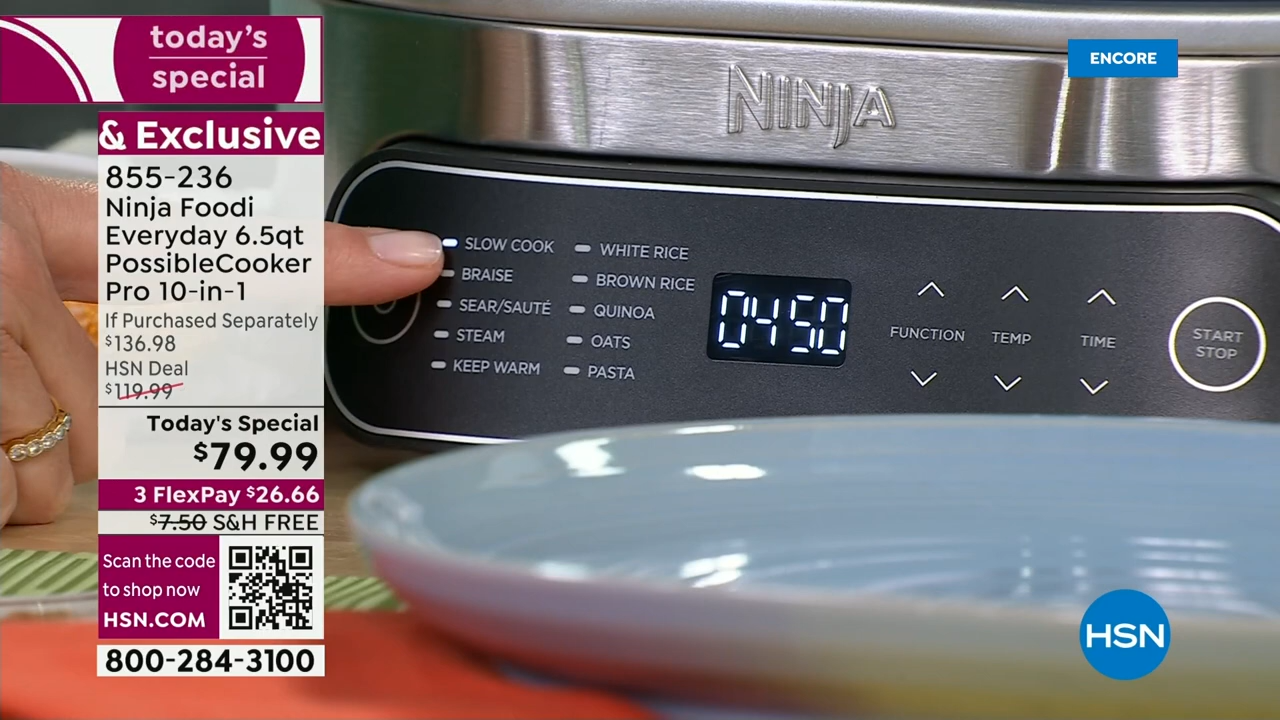 today's
special
& Exclusive
855-236
Ninja Foodi
Everyday 6.5qt
PossibleCooker
Pro 10-in-1
If Purchased Separately
$136.98
HSN Deal
$119.99
Today's Special
$79.99
3 FlexPay $26.66
$7.50 S&H FREE
Scan the code
to shop now
HSN.COM
800-284-3100
ENCORE
NINJA
SLOW COOK
BRAISE
SEAR/SAUTÉ
STEAM
KEEP WARM
WHITE RICE
BROWN RICE
QUINOA
OATS
PASTA
04 50
FUNCTION
TEMP
TIME
START
STOP
HSN